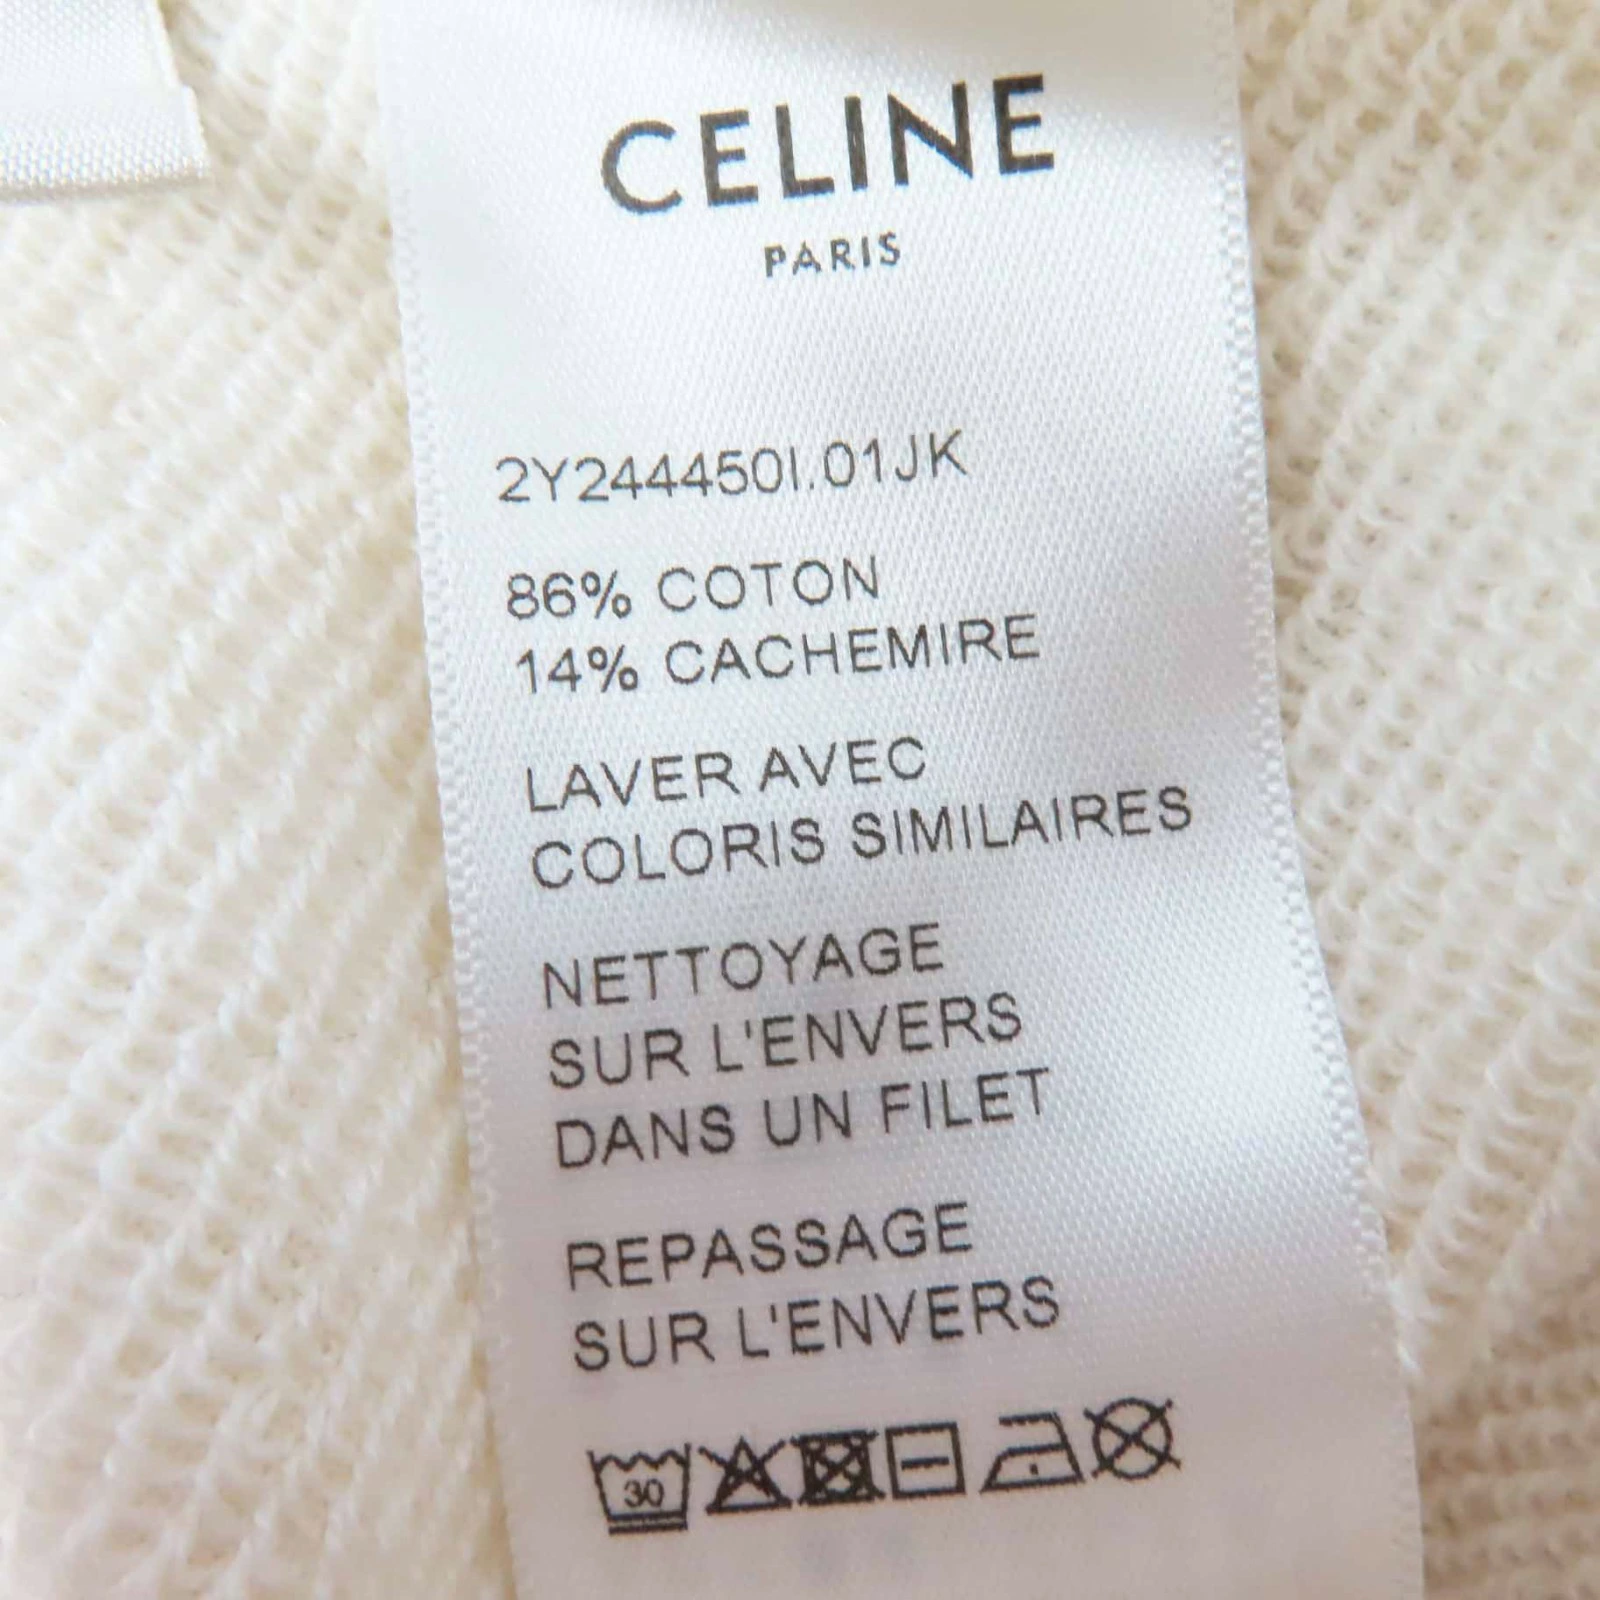 CELINE
PARIS
2Y244450I.01JK
86% COTON
14% CACHEMIRE
LAVER AVEC
COLORIS SIMILAIRES
NETTOYAGE
SUR L'ENVERS
DANS UN FILET
REPASSAGE
SUR L'ENVERS
30